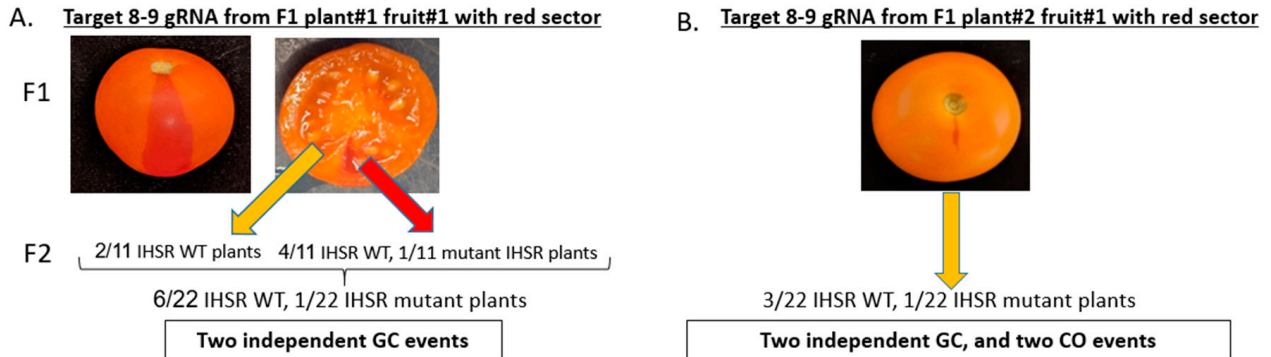 A. Target 8-9 gRNA from F1 plant#1 fruit#1 with red sector
F1
F2
2/11 IHSR WT plants 4/11 IHSR WT, 1/11 mutant IHSR plants
6/22 IHSR WT, 1/22 IHSR mutant plants
Two independent GC events
B. Target 8-9 gRNA from F1 plant#2 fruit#1 with red sector
3/22 IHSR WT, 1/22 IHSR mutant plants
Two independent GC, and two CO events